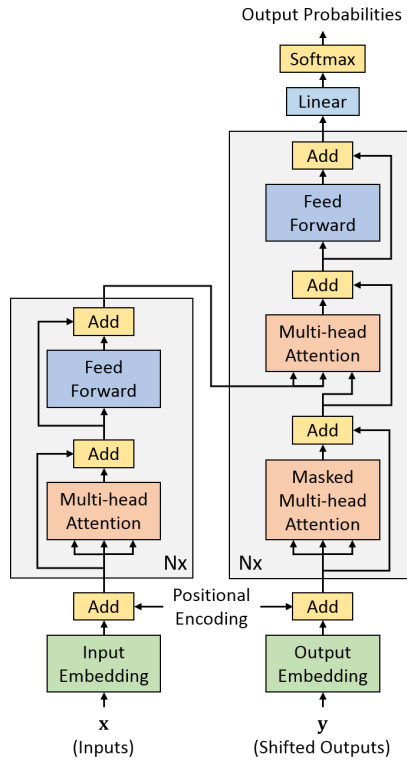 Output Probabilities
Softmax
Linear
Add
Feed
Forward
Add
Multi-head
Attention
Add
Masked
Multi-head
Attention
Nx
Add
Feed
Forward
Add
Multi-head
Attention
Nx
Add
Positional
Encoding
Add
Input
Embedding
Output
Embedding
x
(Inputs)
y
(Shifted Outputs)